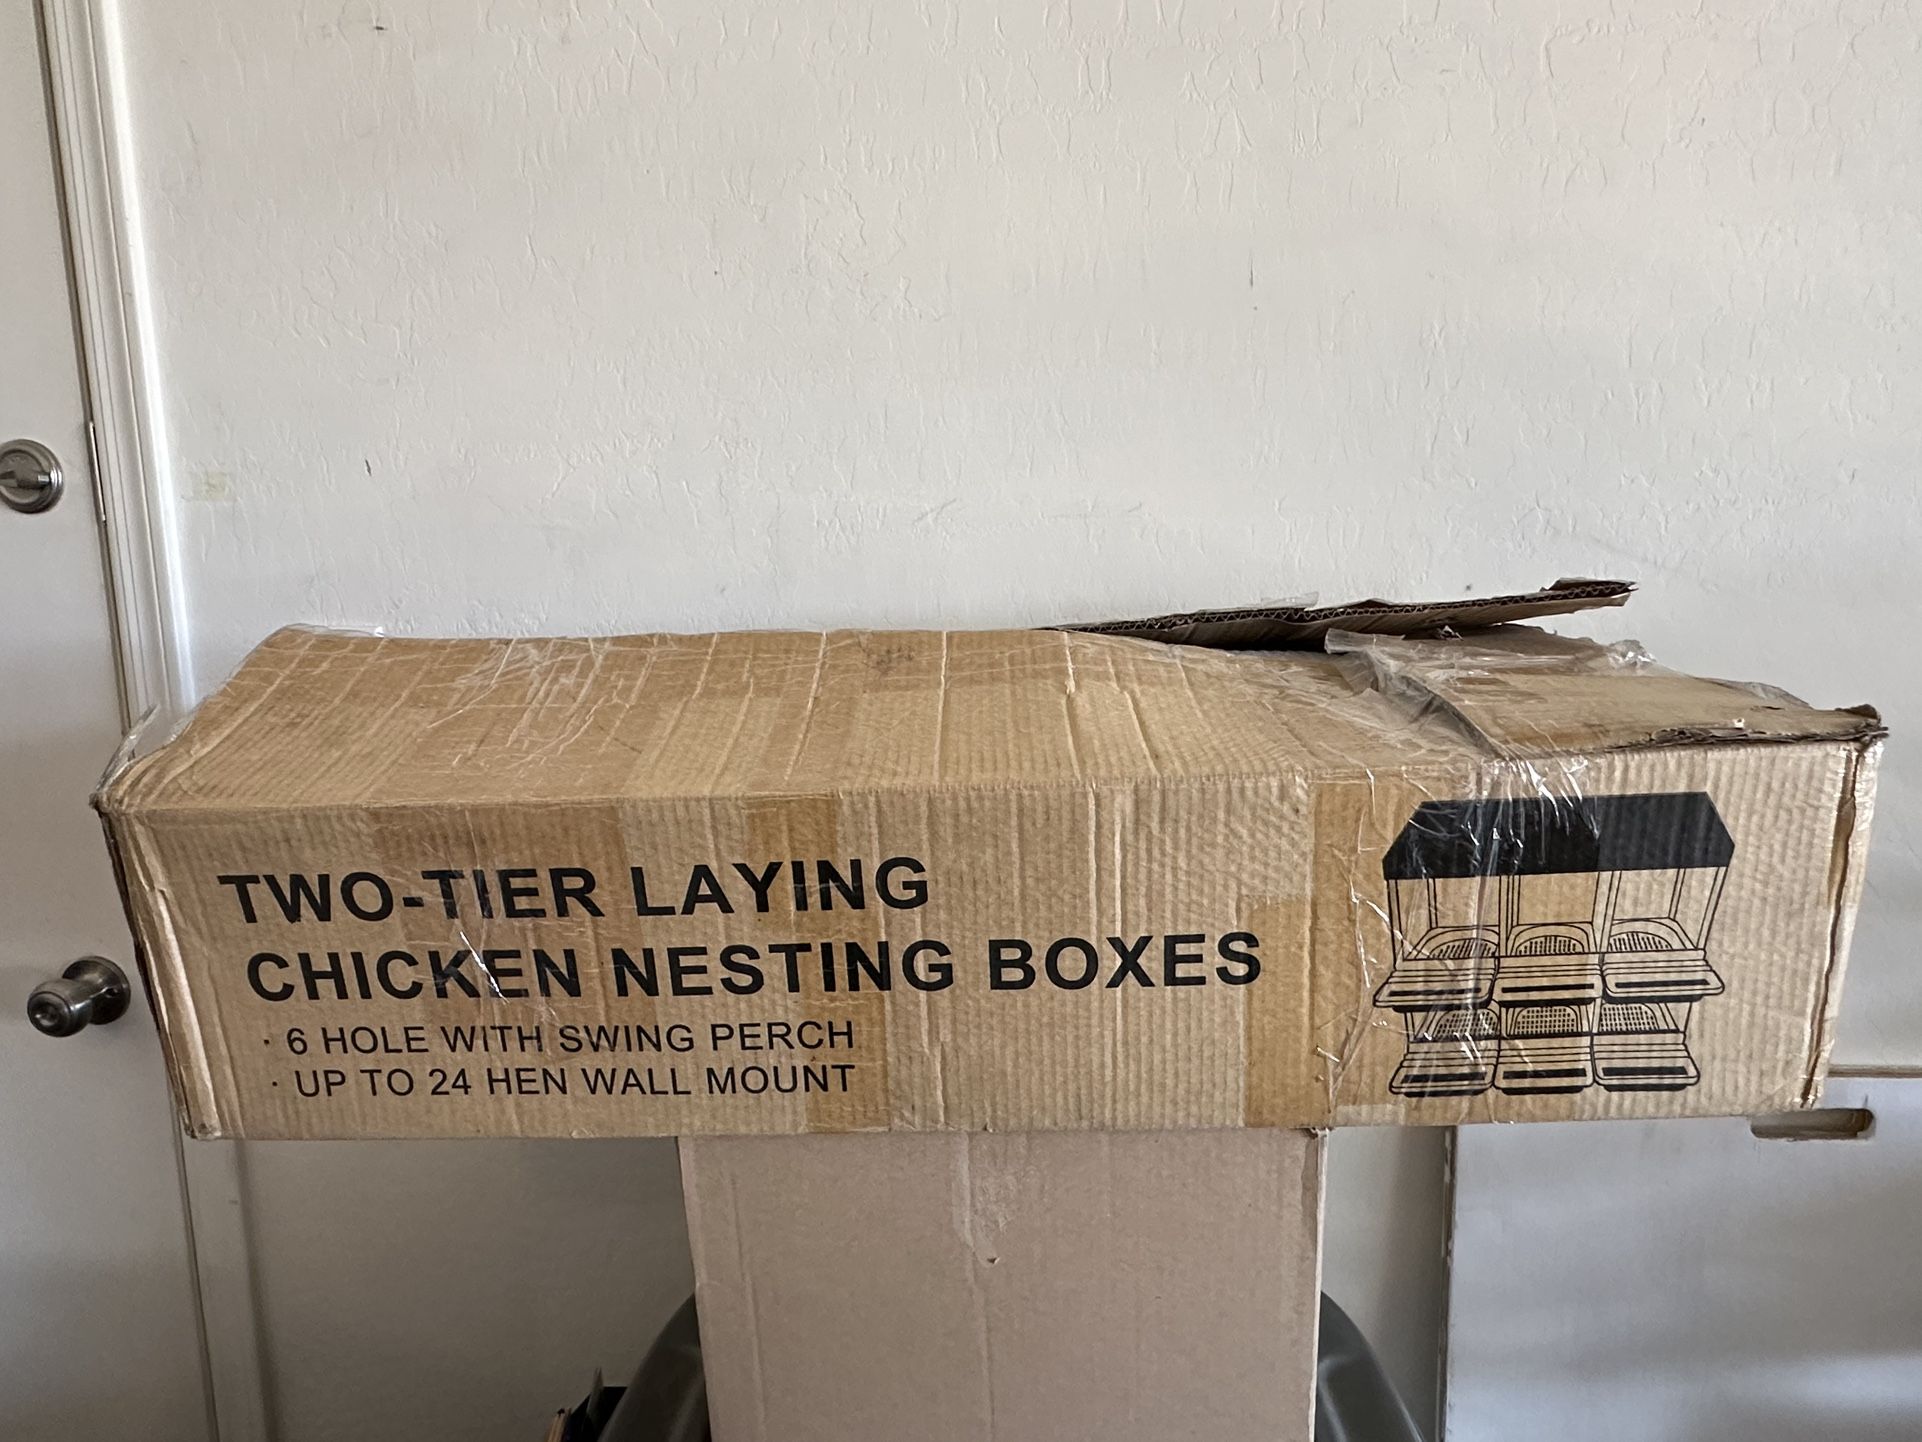 TWO-TIER LAYING
CHICKEN NESTING BOXES
· 6 HOLE WITH SWING PERCH
· UP TO 24 HEN WALL MOUNT